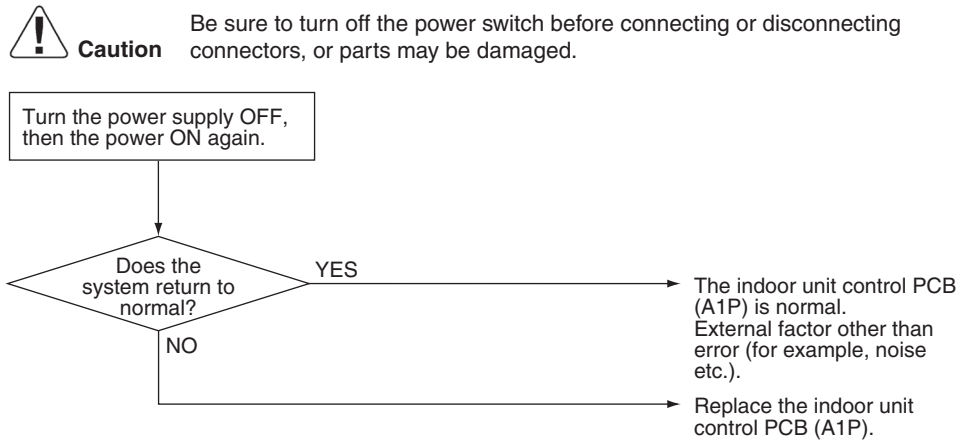 Be sure to turn off the power switch before connecting or disconnecting
Caution connectors, or parts may be damaged.
Turn the power supply OFF,
then the power ON again.
Does the
system return to
normal?
YES
The indoor unit control PCB
(A1P) is normal.
External factor other than
error (for example, noise
etc.).
NO
Replace the indoor unit
control PCB (A1P).